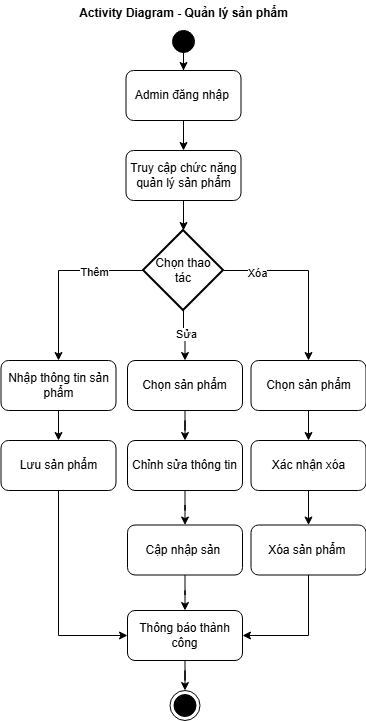 Activity Diagram - Quản lý sản phẩm
Admin đăng nhập
Truy cập chức năng
quản lý sản phẩm
Chọn thao
tác
Thêm
Xóa
Sửa
Nhập thông tin sản
phẩm
Chọn sản phẩm
Chọn sản phẩm
Lưu sản phẩm
Chỉnh sửa thông tin
Xác nhận xóa
Cập nhập sản
Xóa sản phẩm
Thông báo thành
công